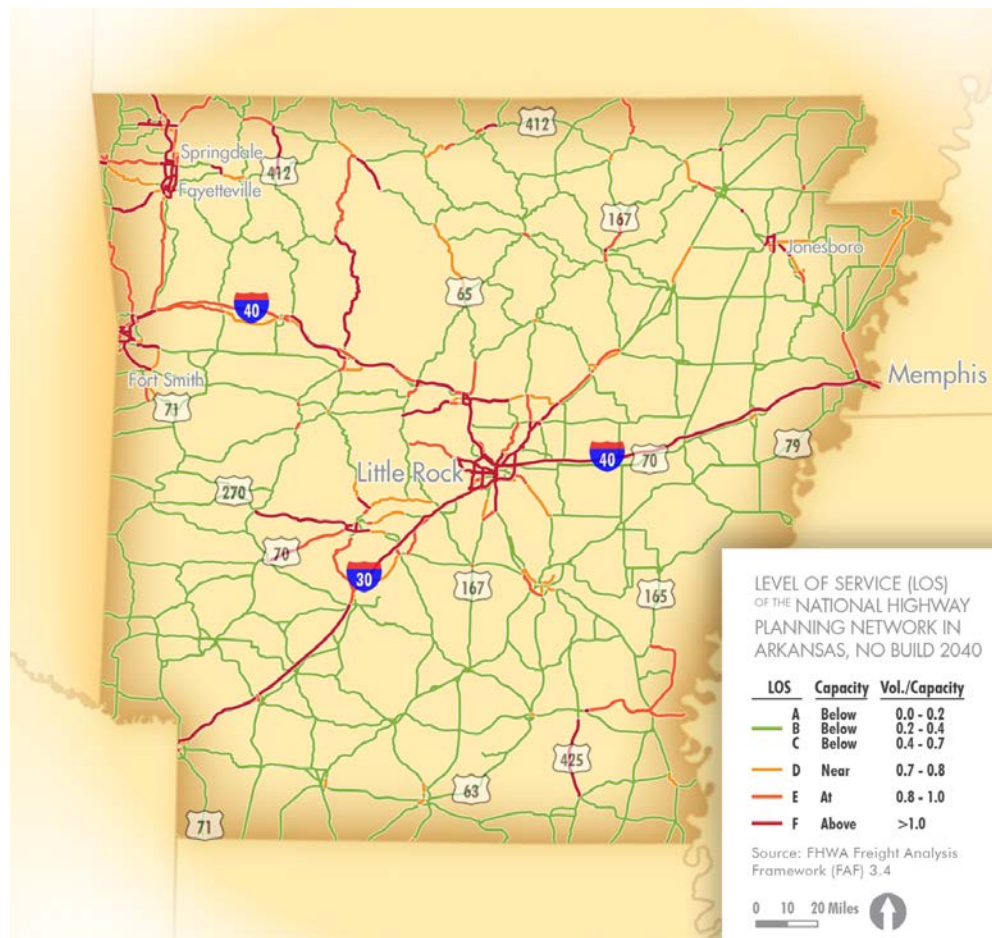 412
Springdale
412
Fayetteville
167
Jonesboro
65
40
Memphis
Fort Smith
71
79
40
70
Little Rock
270
70
30
167
165
425
63
71
LEVEL OF SERVICE (LOS)
OF THE NATIONAL HIGHWAY
PLANNING NETWORK IN
ARKANSAS, NO BUILD 2040
LOS Capacity Vol./Capacity
A Below 0.0 - 0.2
B Below 0.2 - 0.4
C Below 0.4 - 0.7
D Near 0.7 - 0.8
E At 0.8 - 1.0
F Above >1.0
Source: FHWA Freight Analysis
Framework (FAF) 3.4
0 10 20 Miles